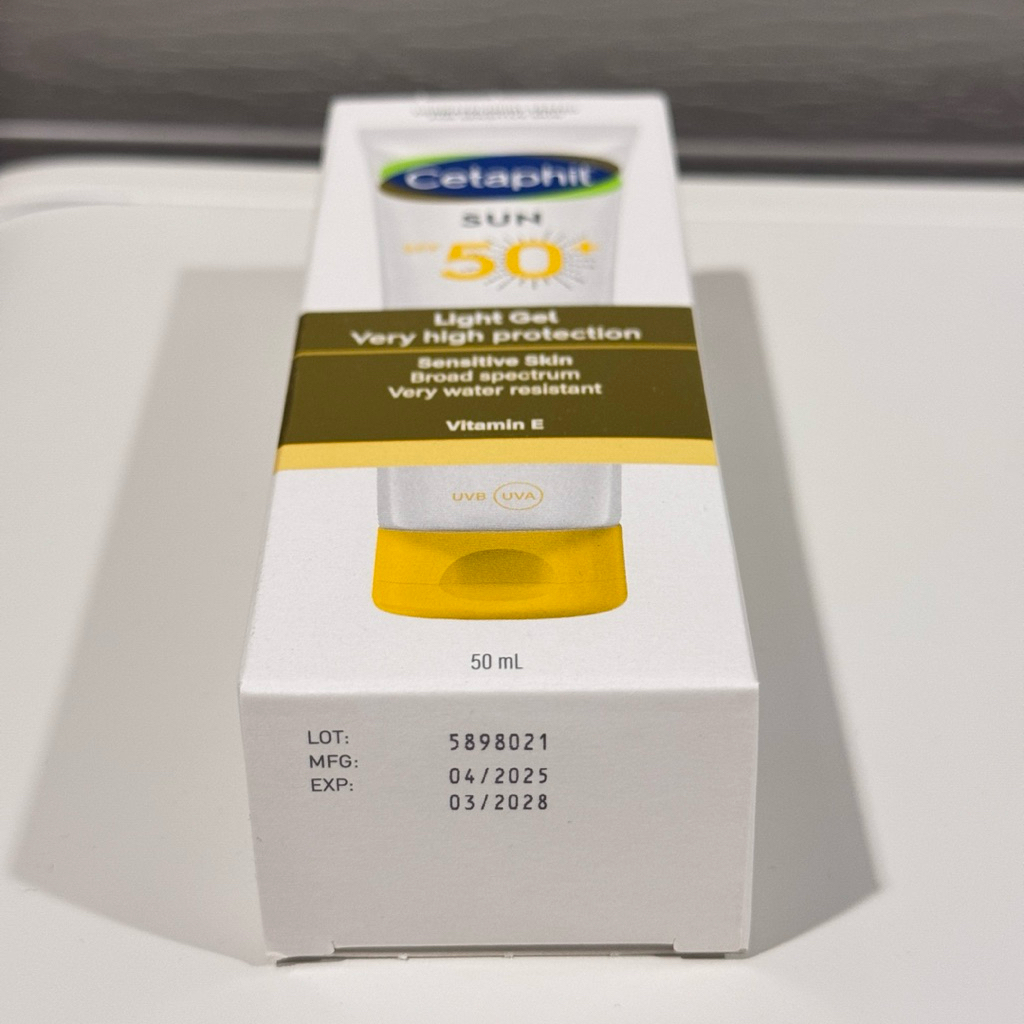 Cetaphil
SUN
SPF 50+
Light Gel
Very high protection
Sensitive Skin
Broad spectrum
Very water resistant
Vitamin E
UVB UVA
50 mL
LOT: 5898021
MFG: 04/2025
EXP: 03/2028